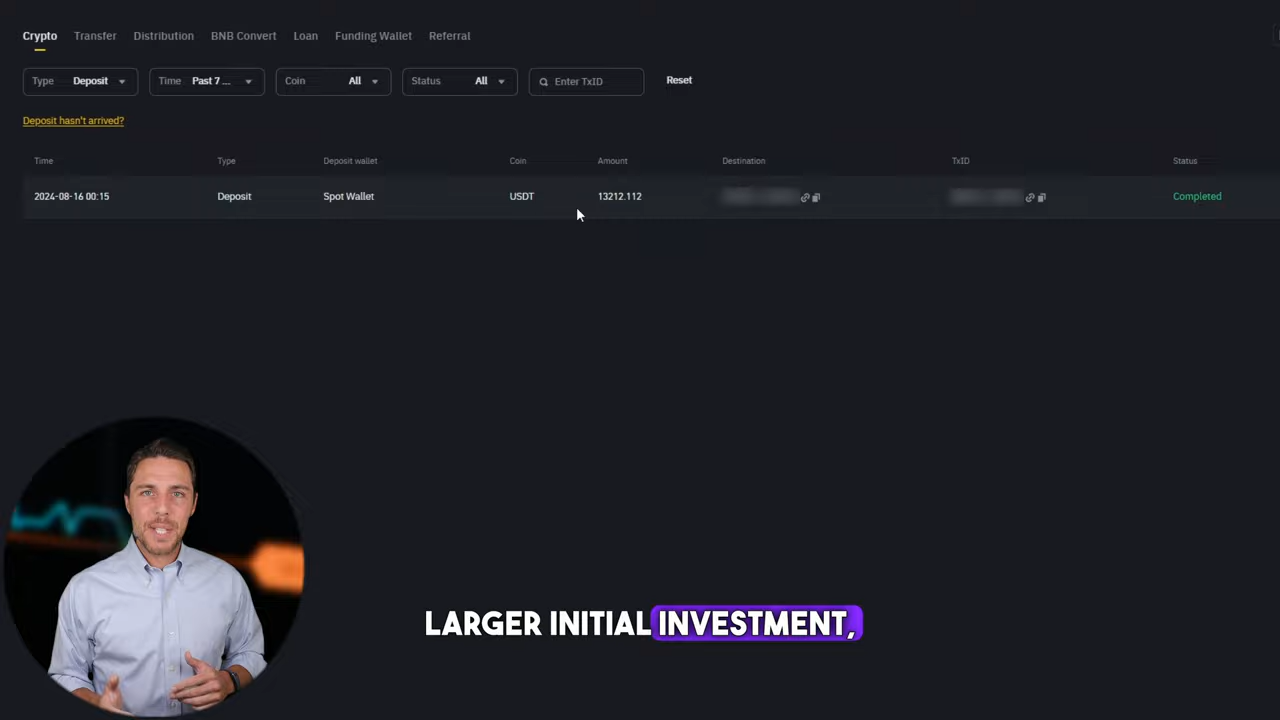 Crypto Transfer Distribution BNB Convert Loan Funding Wallet Referral
Type Deposit Time Past 7 ... Coin All Status All Enter TxID Reset
Deposit hasn't arrived?
Time Type Deposit wallet Coin Amount Destination TxID Status
2024-08-16 00:15 Deposit Spot Wallet USDT 13212.112 Completed
LARGER INITIAL INVESTMENT,